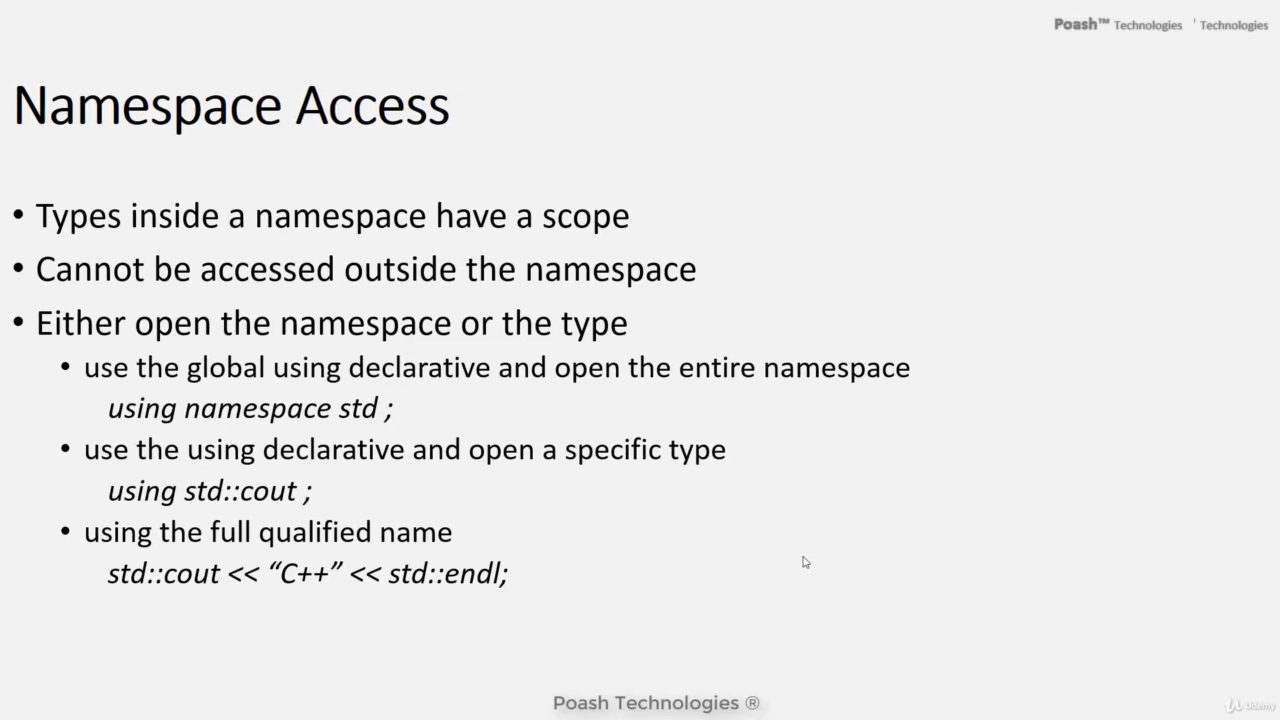 Poash™ Technologies ' Technologies
Namespace Access
• Types inside a namespace have a scope
• Cannot be accessed outside the namespace
• Either open the namespace or the type
• use the global using declarative and open the entire namespace
using namespace std ;
• use the using declarative and open a specific type
using std::cout ;
• using the full qualified name
std::cout << “C++” << std::endl;
Poash Technologies ®
Udemy